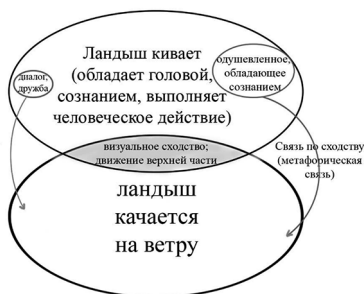 Ландыш кивает
(обладает головой,
сознанием, выполняет
человеческое действие)
диалог,
дружба
одушевленное,
обладающее
сознанием
визуальное сходство;
движение верхней части
Связь по сходству
(метафорическая
связь)
ландыш
качается
на ветру